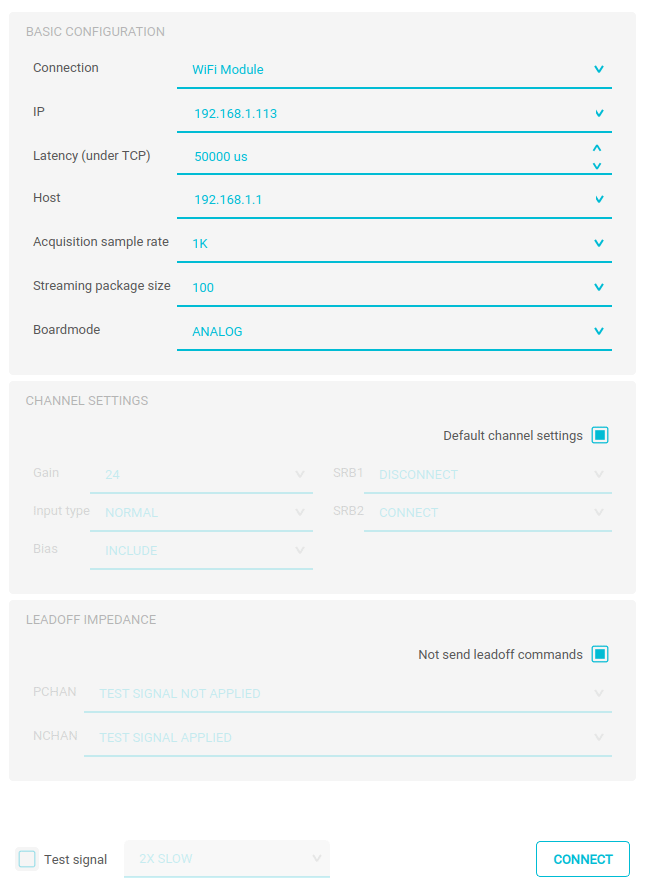 BASIC CONFIGURATION
Connection WiFi Module
IP 192.168.1.113
Latency (under TCP) 50000 us
Host 192.168.1.1
Acquisition sample rate 1K
Streaming package size 100
Boardmode ANALOG
CHANNEL SETTINGS
Default channel settings
Gain 24 SRB1 DISCONNECT
Input type NORMAL SRB2 CONNECT
Bias INCLUDE
LEADOFF IMPEDANCE
Not send leadoff commands
PCHAN TEST SIGNAL NOT APPLIED
NCHAN TEST SIGNAL APPLIED
Test signal 2X SLOW CONNECT